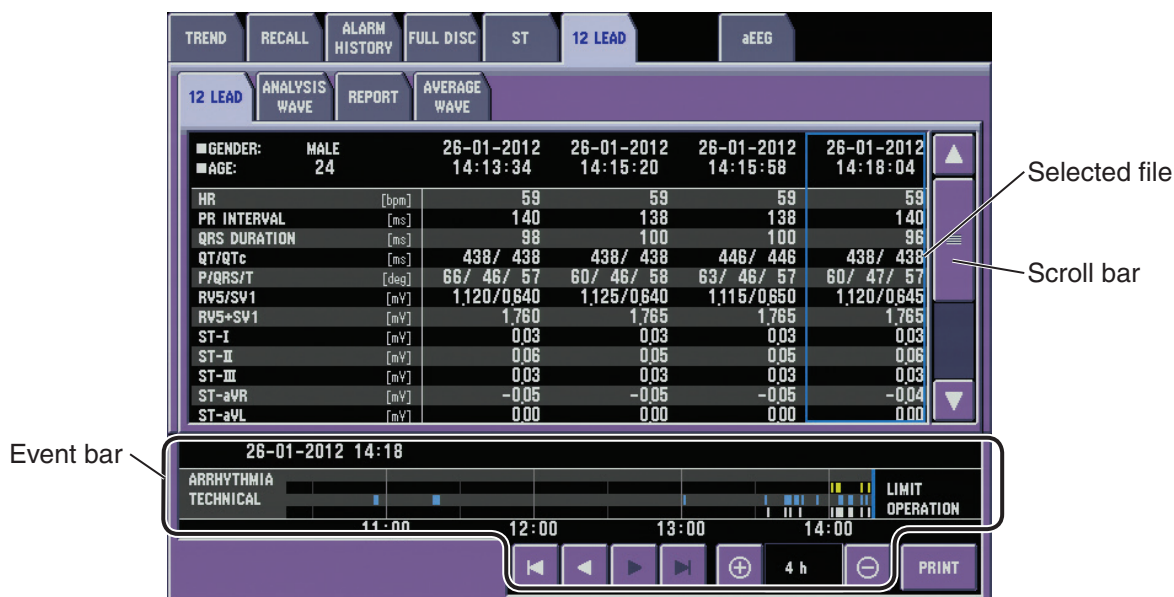 TREND RECALL ALARM HISTORY FULL DISC ST 12 LEAD aEEG
12 LEAD ANALYSIS WAVE REPORT AVERAGE WAVE
■GENDER: MALE 26-01-2012 26-01-2012 26-01-2012 26-01-2012
■AGE: 24 14:13:34 14:15:20 14:15:58 14:18:04
Selected file
HR [bpm] 59 59 59 59
PR INTERVAL [ms] 140 138 138 140
QRS DURATION [ms] 98 100 100 96
QT/QTc [ms] 438/ 438 438/ 438 446/ 446 438/ 438
Scroll bar
P/QRS/T [deg] 66/ 46/ 57 60/ 46/ 58 63/ 46/ 57 60/ 47/ 57
RV5/SV1 [mV] 1.120/0.640 1.125/0.640 1.115/0.650 1.120/0.645
RV5+SV1 [mV] 1.760 1.765 1.765 1.765
ST-I [mV] 0.03 0.03 0.03 0.03
ST-II [mV] 0.06 0.05 0.05 0.06
ST-III [mV] 0.03 0.03 0.03 0.03
ST-aVR [mV] -0.05 -0.05 -0.05 -0.04
ST-aVL [mV] 0.00 0.00 0.00 0.00
Event bar
26-01-2012 14:18
ARRHYTHMIA LIMIT
TECHNICAL OPERATION
11:00 12:00 13:00 14:00
4 h PRINT